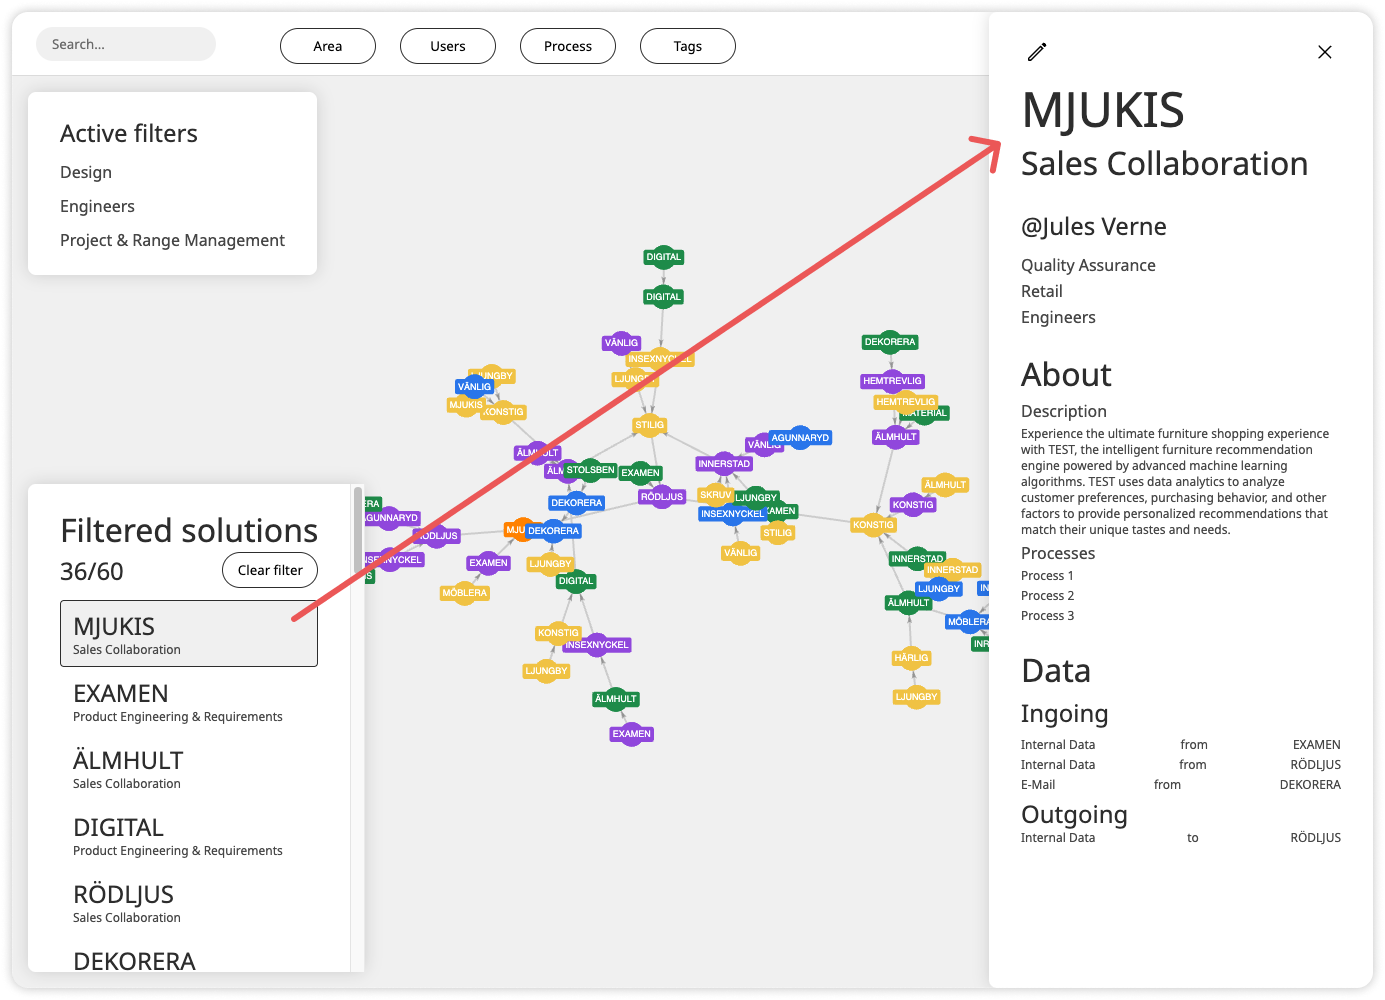 Search...
Area
Users
Process
Tags
Active filters
Design
Engineers
Project & Range Management
Filtered solutions
36/60
Clear filter
MJUKIS
Sales Collaboration
EXAMEN
Product Engineering & Requirements
ÄLMHULT
Sales Collaboration
DIGITAL
Product Engineering & Requirements
RÖDLJUS
Sales Collaboration
DEKORERA
DIGITAL
DIGITAL
VÄNLIG
INSEXNYCKEL
STILIG
VÄNLIG
MJUKIS
KONSTIG
ÄLMHULT
STOLSBEN
EXAMEN
RÖDLJUS
DEKORERA
DEKORERA
EXAMEN
MÖBLERA
LJUNGBY
DIGITAL
KONSTIG
INSEXNYCKEL
LJUNGBY
ÄLMHULT
EXAMEN
INNERSTAD
AGUNNARYD
SKRUV
LJUNGBY
INSEXNYCKEL
STILIG
VÄNLIG
DEKORERA
HEMTREVLIG
HEMTREVLIG
ÄLMHULT
ÄLMHULT
KONSTIG
KONSTIG
INNERSTAD
INNERSTAD
LJUNGBY
ÄLMHULT
MÖBLERA
HÄRLIG
LJUNGBY
MJUKIS
Sales Collaboration
@Jules Verne
Quality Assurance
Retail
Engineers
About
Description
Experience the ultimate furniture shopping experience
with TEST, the intelligent furniture recommendation
engine powered by advanced machine learning
algorithms. TEST uses data analytics to analyze
customer preferences, purchasing behavior, and other
factors to provide personalized recommendations that
match their unique tastes and needs.
Processes
Process 1
Process 2
Process 3
Data
Ingoing
Internal Data from EXAMEN
Internal Data from RÖDLJUS
E-Mail from DEKORERA
Outgoing
Internal Data to RÖDLJUS